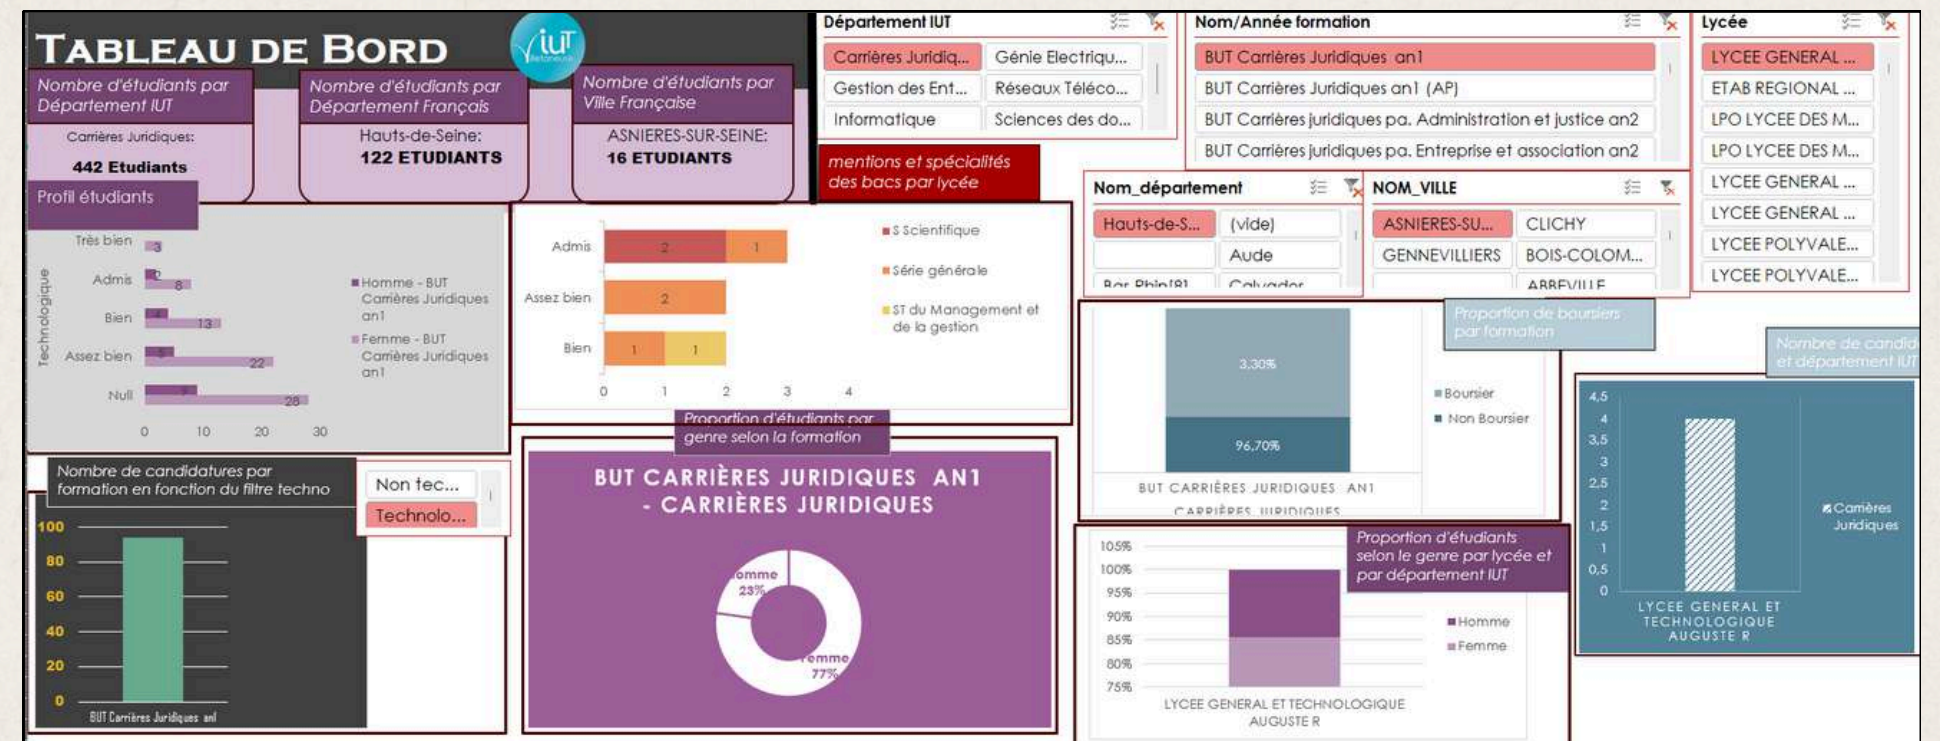 TABLEAU DE BORD
iuT
Villetaneuse
Nombre d'étudiants par
Département IUT
Carrières Juridiques:
442 Etudiants
Nombre d'étudiants par
Département Français
Hauts-de-Seine:
122 ETUDIANTS
Nombre d'étudiants par
Ville Française
ASNIERES-SUR-SEINE:
16 ETUDIANTS
Département IUT
Carrières Juridiq...
Génie Electriqu...
Gestion des Ent...
Réseaux Téléco...
Informatique
Sciences des do...
Nom/Année formation
BUT Carrières Juridiques an1
BUT Carrières Juridiques an1 (AP)
BUT Carrières juridiques pa. Administration et justice an2
BUT Carrières juridiques pa. Entreprise et association an2
Lycée
LYCEE GENERAL ...
ETAB REGIONAL ...
LPO LYCEE DES M...
LPO LYCEE DES M...
LYCEE GENERAL ...
LYCEE GENERAL ...
LYCEE POLYVALE...
LYCEE POLYVALE...
mentions et spécialités
des bacs par lycée
Nom_département
Hauts-de-S...
(vide)
Aude
Calvados
NOM_VILLE
ASNIERES-SU...
CLICHY
GENNEVILLIERS
BOIS-COLOM...
ABBEVILLE
Profil étudiants
Technologique
Très bien
3
Admis
2
8
Bien
4
13
Assez bien
5
22
Null
9
28
0 10 20 30
Homme - BUT
Carrières Juridiques
an1
Femme - BUT
Carrières Juridiques
an1
Admis
2 1
Assez bien
2
Bien
1 1
0 1 2 3 4
S Scientifique
Série générale
ST du Management et
de la gestion
Proportion de boursiers
par formation
3,30%
96,70%
Boursier
Non Boursier
BUT CARRIÈRES JURIDIQUES AN1
CARRIÈRES JURIDIQUES
Nombre de candid
et département IUT
4,5
4
3,5
3
2,5
2
1,5
1
0,5
0
LYCEE GENERAL ET
TECHNOLOGIQUE
AUGUSTE R
Carrières
Juridiques
Nombre de candidatures par
formation en fonction du filtre techno
Non tec...
Technolo...
100
80
60
40
20
0
BUT Carrières Juridiques an1
Proportion d'étudiants par
genre selon la formation
BUT CARRIÈRES JURIDIQUES AN1
- CARRIÈRES JURIDIQUES
omme
23%
emme
77%
Proportion d'étudiants
selon le genre par lycée et
par département IUT
105%
100%
95%
90%
85%
80%
75%
Homme
Femme
LYCEE GENERAL ET TECHNOLOGIQUE
AUGUSTE R